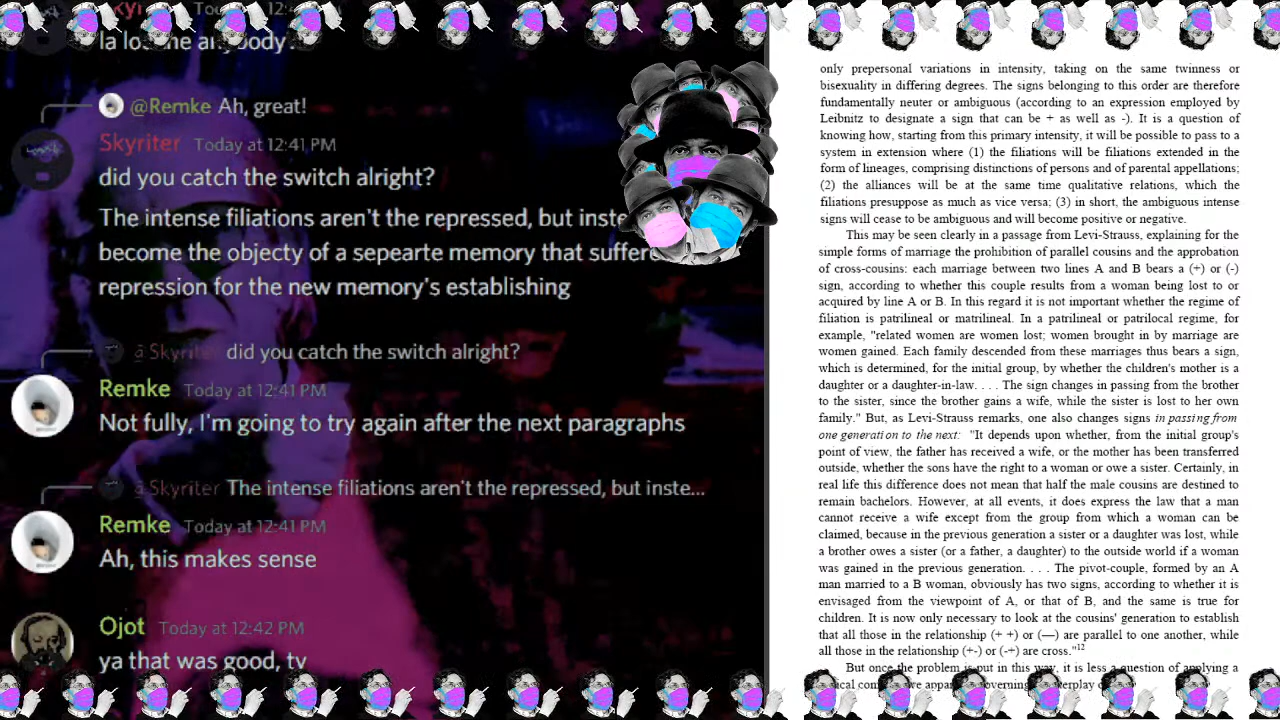 la lo me anybody?
@Remke Ah, great!
Skyriter Today at 12:41 PM
did you catch the switch alright?
The intense filiations aren't the repressed, but inste
become the objecty of a sepearte memory that suffere
repression for the new memory's establishing
@Skyriter did you catch the switch alright?
Remke Today at 12:41 PM
Not fully, I'm going to try again after the next paragraphs
@Skyriter The intense filiations aren't the repressed, but inste...
Remke Today at 12:41 PM
Ah, this makes sense
Ojot Today at 12:42 PM
ya that was good, ty
only prepersonal variations in intensity, taking on the same twinness or
bisexuality in differing degrees. The signs belonging to this order are therefore
fundamentally neuter or ambiguous (according to an expression employed by
Leibnitz to designate a sign that can be + as well as -). It is a question of
knowing how, starting from this primary intensity, it will be possible to pass to a
system in extension where (1) the filiations will be filiations extended in the
form of lineages, comprising distinctions of persons and of parental appellations;
(2) the alliances will be at the same time qualitative relations, which the
filiations presuppose as much as vice versa; (3) in short, the ambiguous intense
signs will cease to be ambiguous and will become positive or negative.
This may be seen clearly in a passage from Levi-Strauss, explaining for the
simple forms of marriage the prohibition of parallel cousins and the approbation
of cross-cousins: each marriage between two lines A and B bears a (+) or (-)
sign, according to whether this couple results from a woman being lost to or
acquired by line A or B. In this regard it is not important whether the regime of
filiation is patrilineal or matrilineal. In a patrilineal or patrilocal regime, for
example, "related women are women lost; women brought in by marriage are
women gained. Each family descended from these marriages thus bears a sign,
which is determined, for the initial group, by whether the children's mother is a
daughter or a daughter-in-law. . . . The sign changes in passing from the brother
to the sister, since the brother gains a wife, while the sister is lost to her own
family." But, as Levi-Strauss remarks, one also changes signs in passing from
one generation to the next: "It depends upon whether, from the initial group's
point of view, the father has received a wife, or the mother has been transferred
outside, whether the sons have the right to a woman or owe a sister. Certainly, in
real life this difference does not mean that half the male cousins are destined to
remain bachelors. However, at all events, it does express the law that a man
cannot receive a wife except from the group from which a woman can be
claimed, because in the previous generation a sister or a daughter was lost, while
a brother owes a sister (or a father, a daughter) to the outside world if a woman
was gained in the previous generation. . . . The pivot-couple, formed by an A
man married to a B woman, obviously has two signs, according to whether it is
envisaged from the viewpoint of A, or that of B, and the same is true for
children. It is now only necessary to look at the cousins' generation to establish
that all those in the relationship (+ +) or (—) are parallel to one another, while
all those in the relationship (+-) or (-+) are cross."12
But once the problem is put in this way, it is less a question of applying a